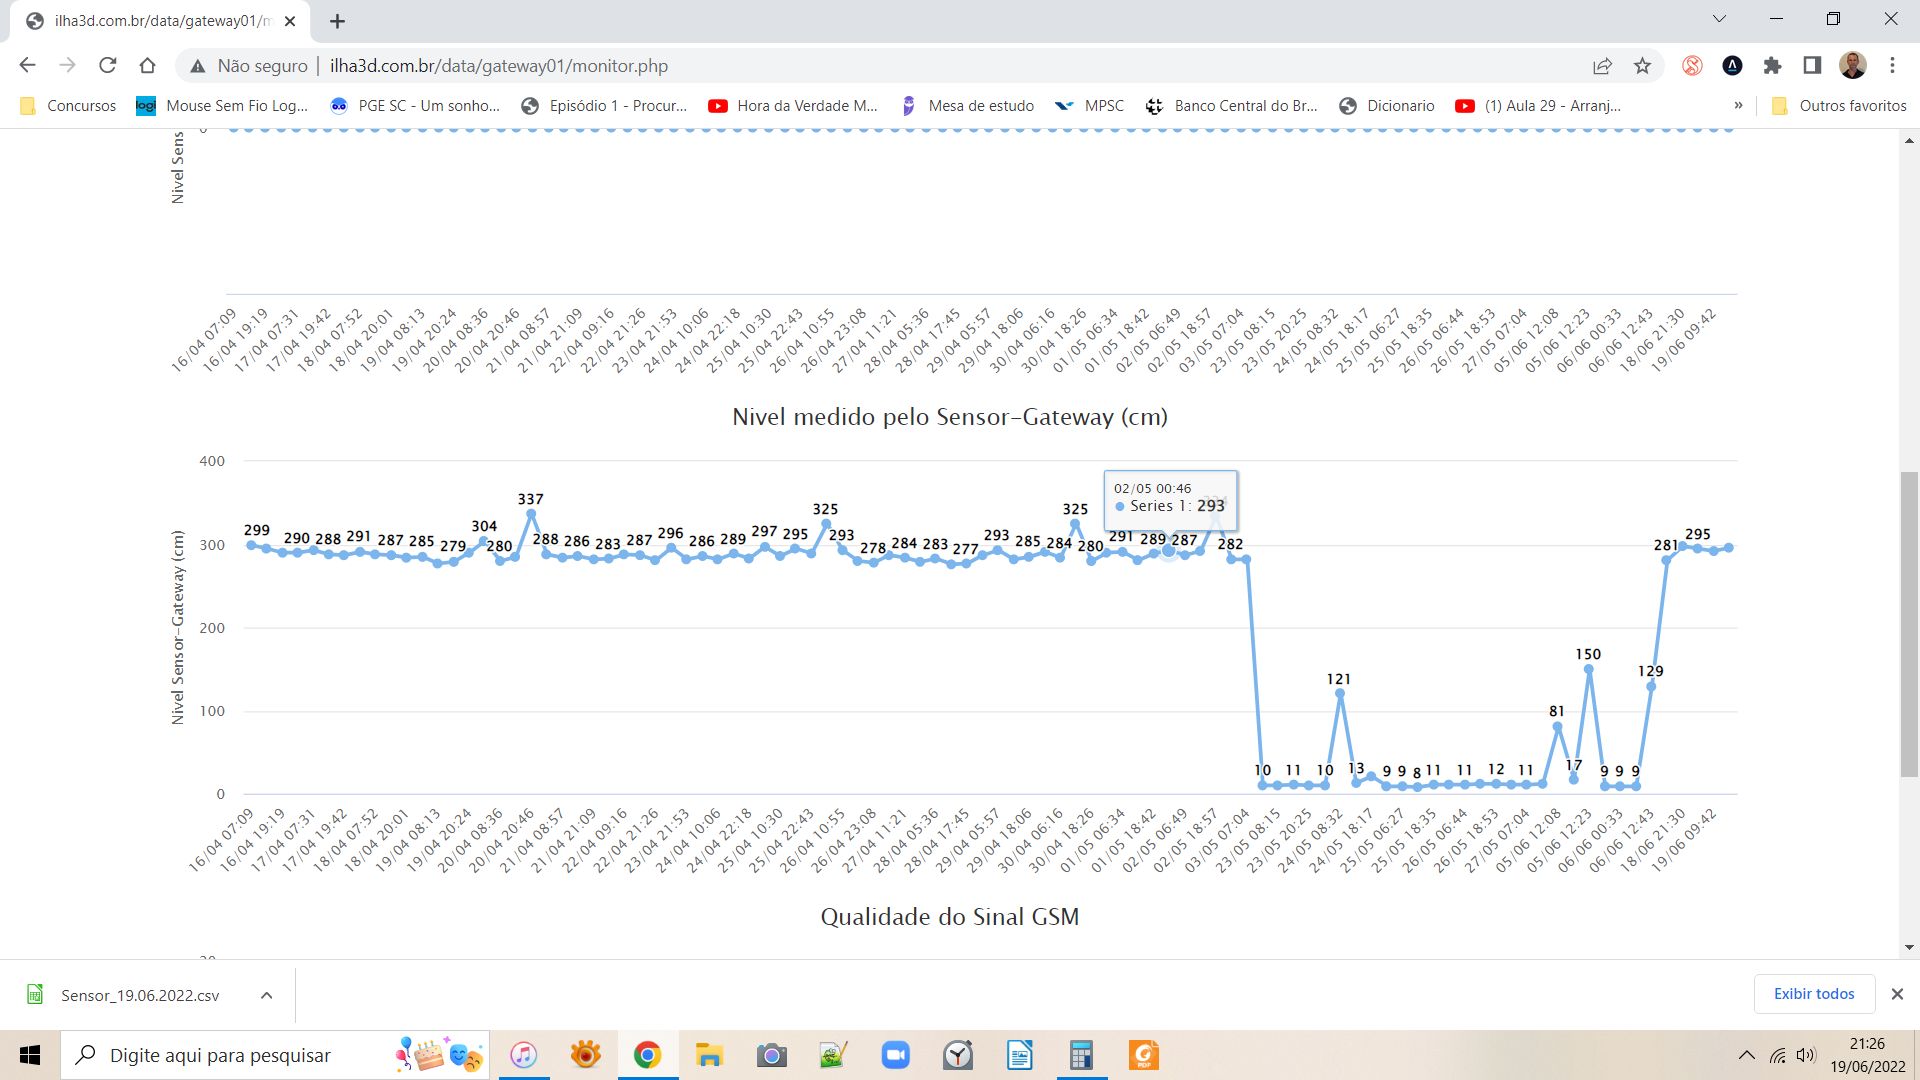 ilha3d.com.br/data/gateway01/m
Não seguro | ilha3d.com.br/data/gateway01/monitor.php
Concursos Mouse Sem Fio Log... PGE SC - Um sonho... Episódio 1 - Procur... Hora da Verdade M... Mesa de estudo MPSC Banco Central do Br... Dicionario (1) Aula 29 - Arranj... » Outros favoritos
0
Nivel Sens
16/04 07:09 16/04 19:19 17/04 07:31 17/04 19:42 18/04 07:52 18/04 20:01 19/04 08:13 19/04 20:24 20/04 08:36 20/04 20:46 21/04 08:57 21/04 21:09 22/04 09:16 22/04 21:26 23/04 21:53 24/04 10:06 24/04 22:18 25/04 10:30 25/04 22:43 26/04 10:55 26/04 23:08 27/04 11:21 28/04 05:36 28/04 17:45 29/04 05:57 29/04 18:06 30/04 06:16 30/04 18:26 01/05 06:34 01/05 18:42 02/05 06:49 02/05 18:57 03/05 07:04 23/05 08:15 23/05 20:25 24/05 08:32 24/05 18:17 25/05 06:27 25/05 18:35 26/05 06:44 26/05 18:53 27/05 07:04 05/06 12:08 05/06 12:23 06/06 00:33 06/06 12:43 18/06 21:30 19/06 09:42
Nivel medido pelo Sensor-Gateway (cm)
Nivel Sensor-Gateway (cm)
400
300
200
100
0
299 290 288 291 287 285 279 304 280 337 288 286 283 287 296 286 289 297 295 325 293 278 284 283 277 293 285 284 325 280 291 289 287 282 10 11 10 121 13 9 9 8 11 11 12 11 81 17 150 9 9 9 129 281 295
02/05 00:46
Series 1: 293
16/04 07:09 16/04 19:19 17/04 07:31 17/04 19:42 18/04 07:52 18/04 20:01 19/04 08:13 19/04 20:24 20/04 08:36 20/04 20:46 21/04 08:57 21/04 21:09 22/04 09:16 22/04 21:26 23/04 21:53 24/04 10:06 24/04 22:18 25/04 10:30 25/04 22:43 26/04 10:55 26/04 23:08 27/04 11:21 28/04 05:36 28/04 17:45 29/04 05:57 29/04 18:06 30/04 06:16 30/04 18:26 01/05 06:34 01/05 18:42 02/05 06:49 02/05 18:57 03/05 07:04 23/05 08:15 23/05 20:25 24/05 08:32 24/05 18:17 25/05 06:27 25/05 18:35 26/05 06:44 26/05 18:53 27/05 07:04 05/06 12:08 05/06 12:23 06/06 00:33 06/06 12:43 18/06 21:30 19/06 09:42
Qualidade do Sinal GSM
Sensor_19.06.2022.csv
Exibir todos
Digite aqui para pesquisar
21:26
19/06/2022